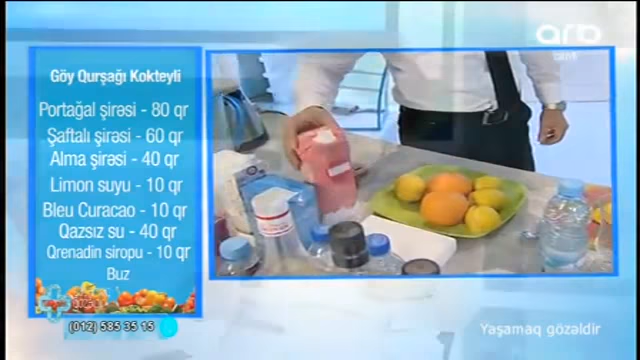 Göy Qurşağı Kokteyli
Portağal şirəsi - 80 qr
Şaftalı şirəsi - 60 qr
Alma şirəsi - 40 qr
Limon suyu - 10 qr
Bleu Curacao - 10 qr
Qazsız su - 40 qr
Qrenadin siropu - 10 qr
Buz
(012) 585 35 15
arb
Yaşamaq gözəldir